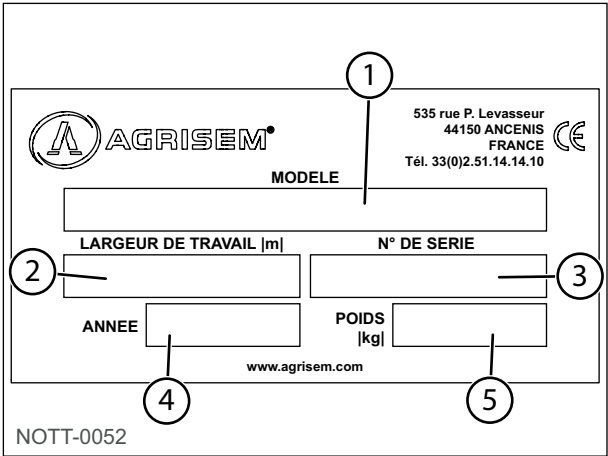 1
AGRISEM
535 rue P. Levasseur
44150 ANCENIS
FRANCE
Tél. 33(0)2.51.14.14.10
CE
MODELE
LARGEUR DE TRAVAIL |m|
N° DE SERIE
2
3
ANNEE
POIDS
|kg|
4
5
www.agrisem.com
NOTT-0052